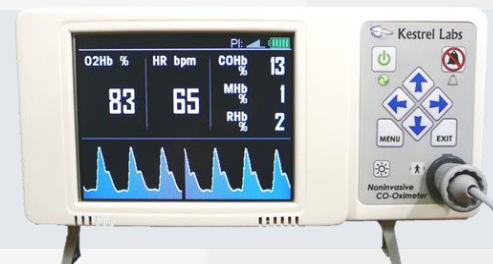 PI:
O2Hb %
83
HR bpm
65
COHb
%
13
MHb
%
1
RHb
%
2
Kestrel Labs
MENU
EXIT
Noninvasive
CO-Oximeter